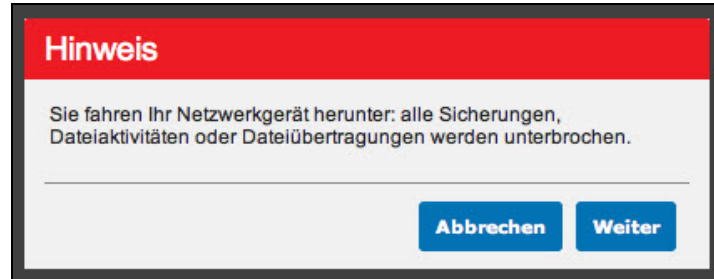 Hinweis
Sie fahren Ihr Netzwerkgerät herunter: alle Sicherungen,
Dateiaktivitäten oder Dateiübertragungen werden unterbrochen.
Abbrechen Weiter